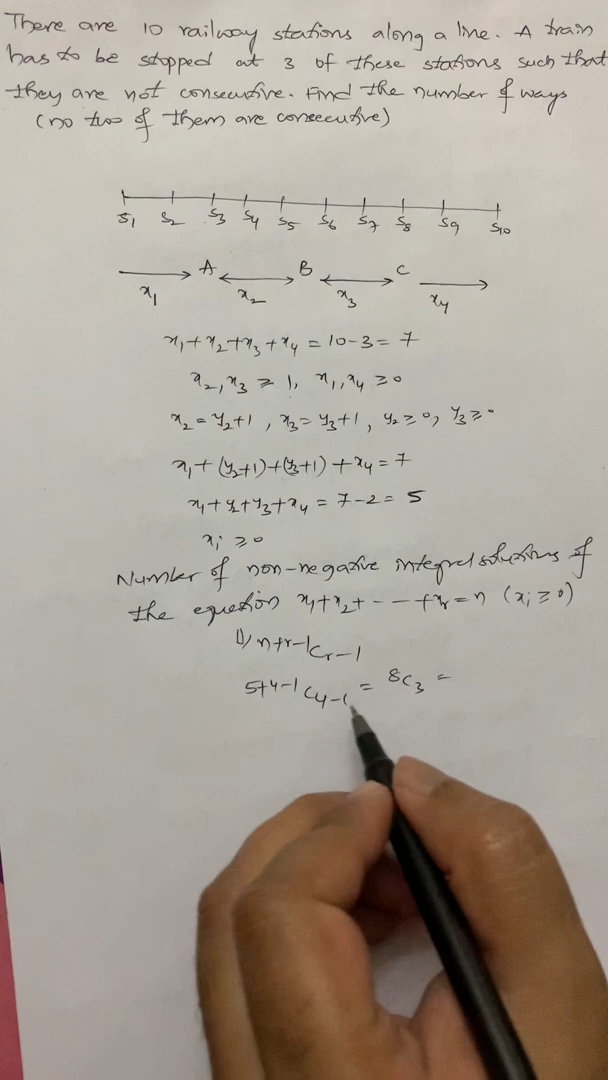 There are 10 railway stations along a line. A train
has to be stopped at 3 of these stations such that
they are not consecutive. Find the number of ways
(no two of them are consecutive)
S1 S2 S3 S4 S5 S6 S7 S8 S9 S10
A B C
x1 x2 x3 x4
x1+x2+x3+x4 = 10-3 = 7
x2, x3 ≥ 1, x1, x4 ≥ 0
x2 = y2+1 , x3 = y3+1 , y2 ≥ 0, y3 ≥ 0
x1 + (y2+1) + (y3+1) + x4 = 7
x1 + y2 + y3 + x4 = 7-2 = 5
xi ≥ 0
Number of non-negative integral solutions of
the equation x1+x2+ - - - +xr = n (xi ≥ 0)
is n+r-1Cr-1
5+4-1C4-1 = 8C3 =